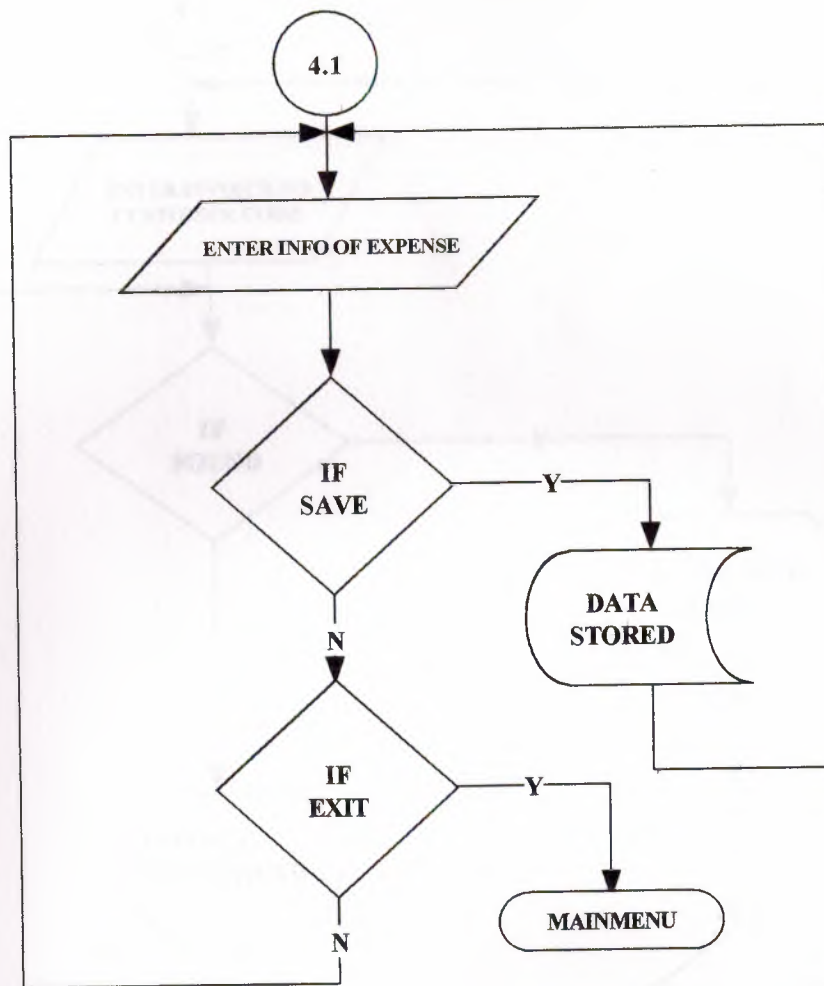 4.1
ENTER INFO OF EXPENSE
IF
SAVE
Y
DATA
STORED
N
IF
EXIT
Y
MAINMENU
N